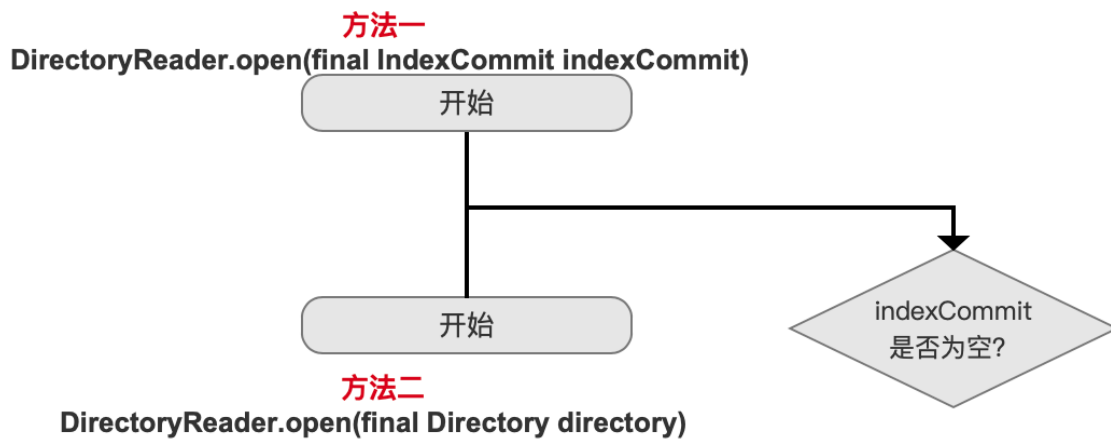 方法一
DirectoryReader.open(final IndexCommit indexCommit)
开始
indexCommit
是否为空?
开始
方法二
DirectoryReader.open(final Directory directory)